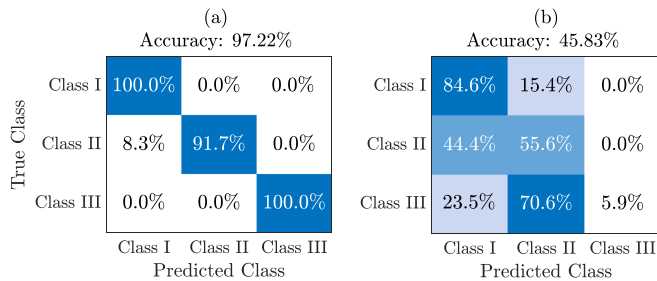 (a)
Accuracy: 97.22%
True Class
Class I 100.0% 0.0% 0.0%
Class II 8.3% 91.7% 0.0%
Class III 0.0% 0.0% 100.0%
Class I Class II Class III
Predicted Class
(b)
Accuracy: 45.83%
Class I 84.6% 15.4% 0.0%
Class II 44.4% 55.6% 0.0%
Class III 23.5% 70.6% 5.9%
Class I Class II Class III
Predicted Class